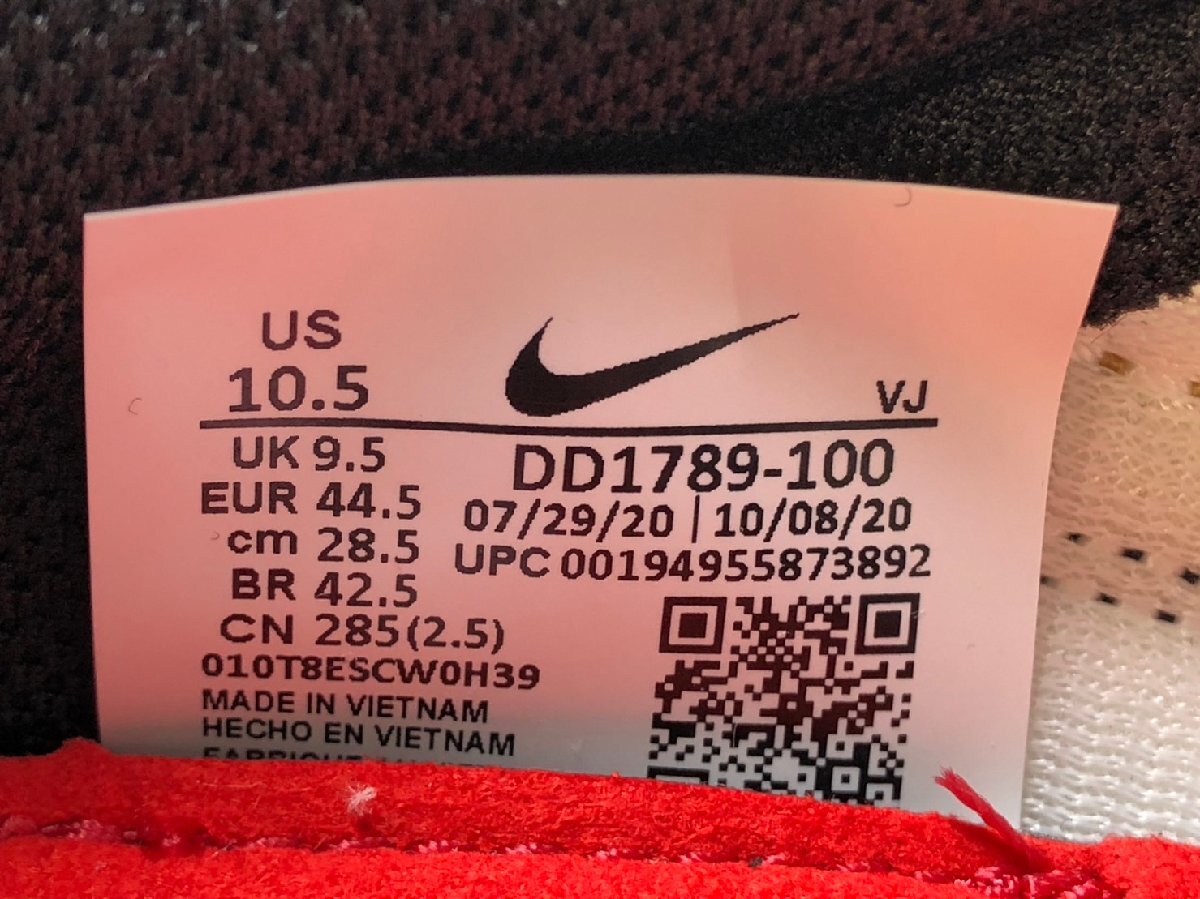 US
10.5
VJ
UK 9.5
DD1789-100
EUR 44.5
07/29/20 | 10/08/20
cm 28.5
UPC 00194955873892
BR 42.5
CN 285(2.5)
010T8ESCW0H39
MADE IN VIETNAM
HECHO EN VIETNAM